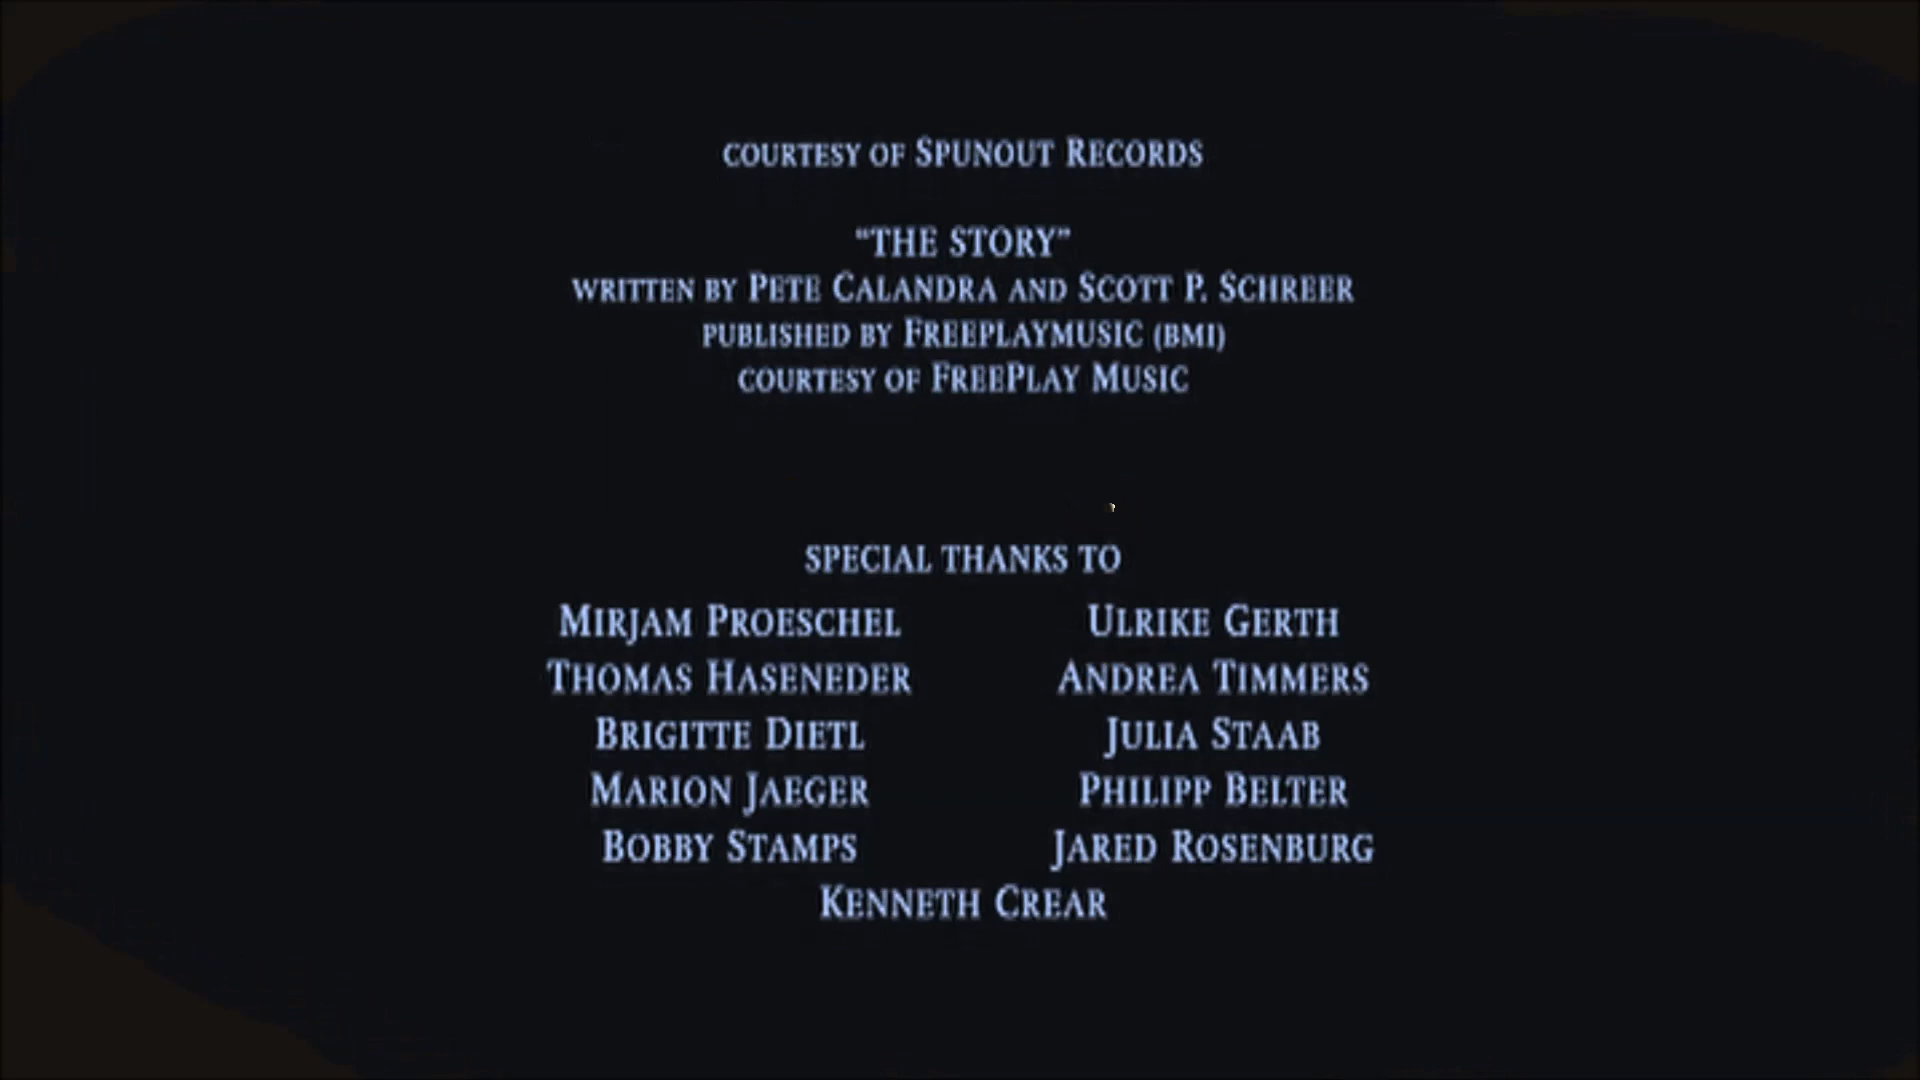 COURTESY OF SPUNOUT RECORDS
“THE STORY”
WRITTEN BY PETE CALANDRA AND SCOTT P. SCHREER
PUBLISHED BY FREEPLAYMUSIC (BMI)
COURTESY OF FREEPLAY MUSIC
SPECIAL THANKS TO
MIRJAM PROESCHEL ULRIKE GERTH
THOMAS HASENEDER ANDREA TIMMERS
BRIGITTE DIETL JULIA STAAB
MARION JAEGER PHILIPP BELTER
BOBBY STAMPS JARED ROSENBURG
KENNETH CREAR